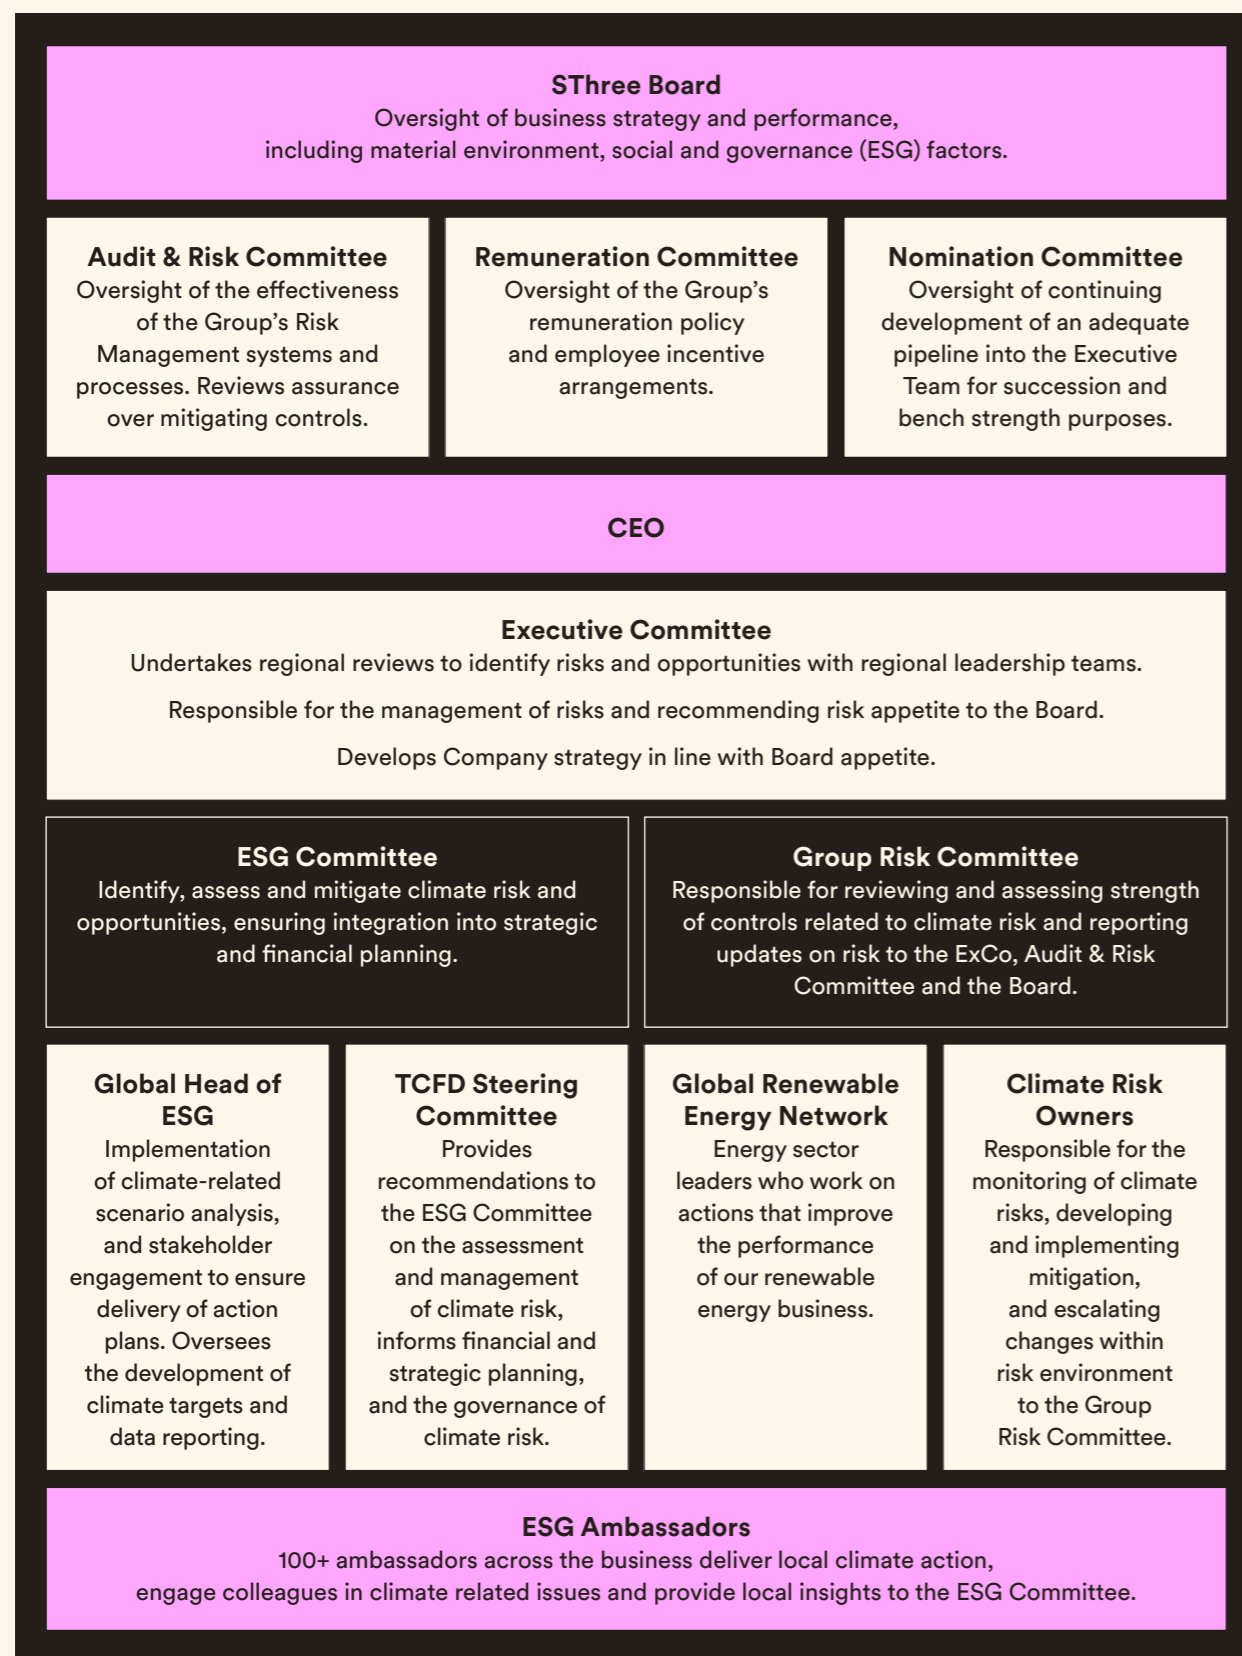 SThree Board
Oversight of business strategy and performance,
including material environment, social and governance (ESG) factors.
Audit & Risk Committee
Oversight of the effectiveness
of the Group's Risk
Management systems and
processes. Reviews assurance
over mitigating controls.
Remuneration Committee
Oversight of the Group's
remuneration policy
and employee incentive
arrangements.
Nomination Committee
Oversight of continuing
development of an adequate
pipeline into the Executive
Team for succession and
bench strength purposes.
CEO
Executive Committee
Undertakes regional reviews to identify risks and opportunities with regional leadership teams.
Responsible for the management of risks and recommending risk appetite to the Board.
Develops Company strategy in line with Board appetite.
ESG Committee
Identify, assess and mitigate climate risk and
opportunities, ensuring integration into strategic
and financial planning.
Group Risk Committee
Responsible for reviewing and assessing strength
of controls related to climate risk and reporting
updates on risk to the ExCo, Audit & Risk
Committee and the Board.
Global Head of
ESG
Implementation
of climate-related
scenario analysis,
and stakeholder
engagement to ensure
delivery of action
plans. Oversees
the development of
climate targets and
data reporting.
TCFD Steering
Committee
Provides
recommendations to
the ESG Committee
on the assessment
and management
of climate risk,
informs financial and
strategic planning,
and the governance of
climate risk.
Global Renewable
Energy Network
Energy sector
leaders who work on
actions that improve
the performance
of our renewable
energy business.
Climate Risk
Owners
Responsible for the
monitoring of climate
risks, developing
and implementing
mitigation,
and escalating
changes within
risk environment
to the Group
Risk Committee.
ESG Ambassadors
100+ ambassadors across the business deliver local climate action,
engage colleagues in climate related issues and provide local insights to the ESG Committee.